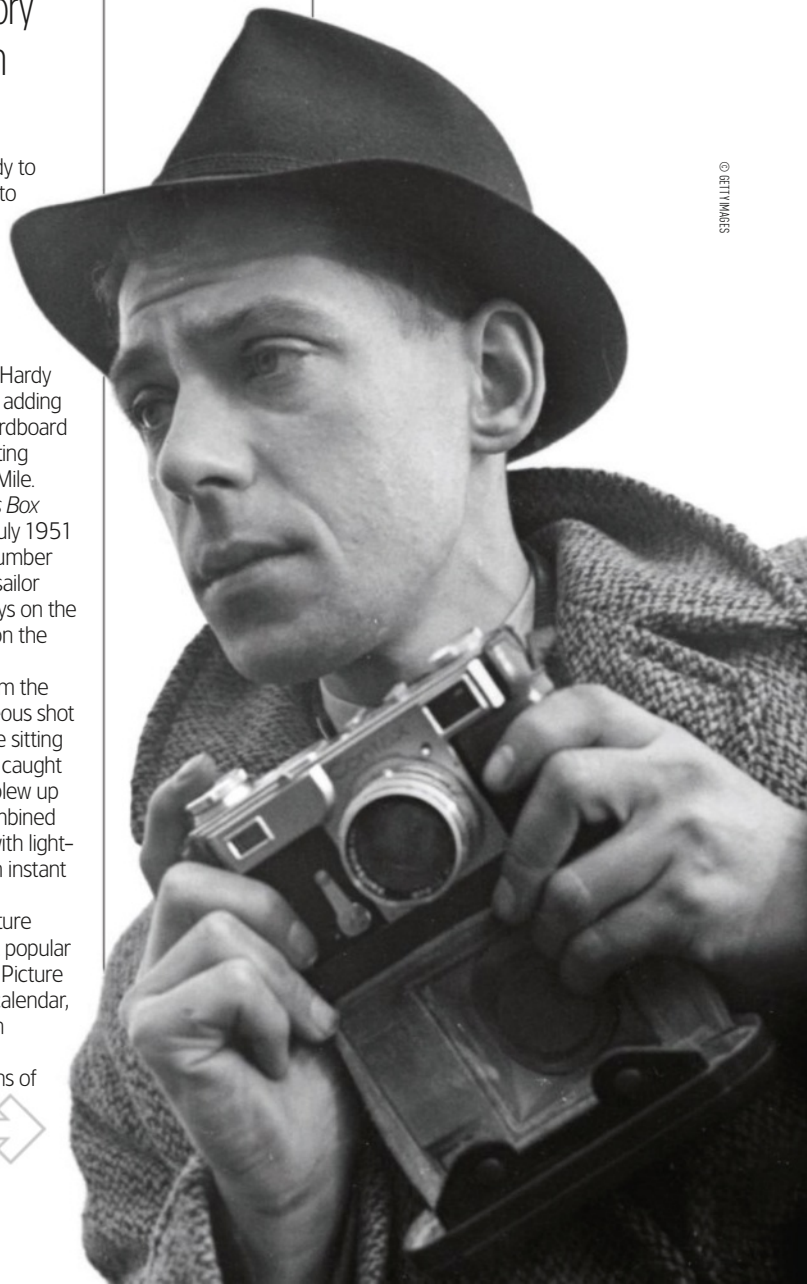 ory
n
dy to
to
Hardy
adding
rdboard
ting
Mile.
s Box
uly 1951
umber
sailor
ys on the
on the
m the
ous shot
e sitting
caught
blew up
mbined
with light-
n instant
ture
popular
Picture
alendar,
n
ns of
© GETTY IMAGES